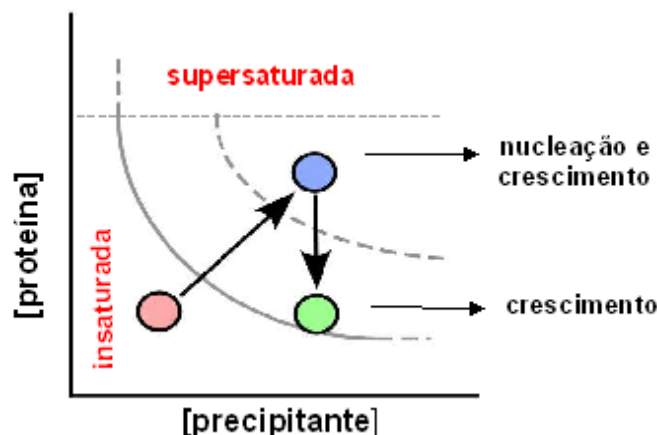 supersaturada
nucleação e
crescimento
[proteína]
insaturada
crescimento
[precipitante]